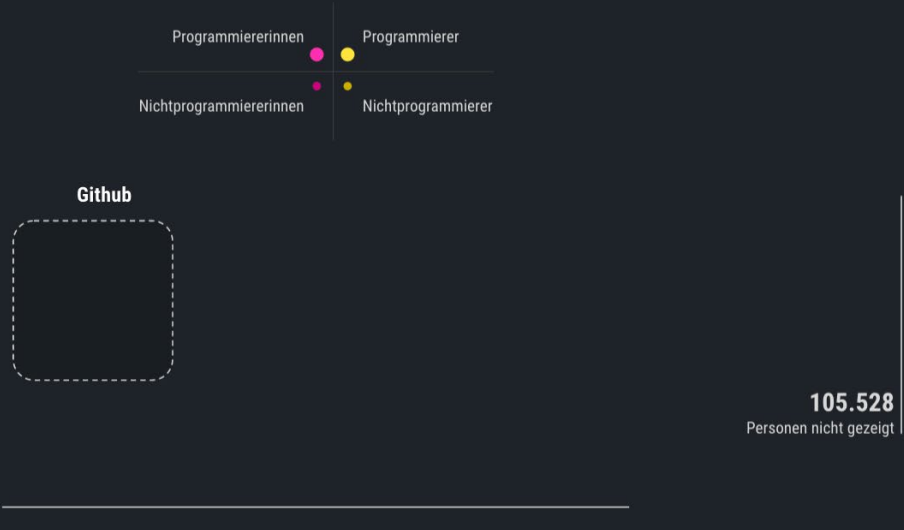 Programmiererinnen
Programmierer
Nichtprogrammiererinnen
Nichtprogrammierer
Github
105.528
Personen nicht gezeigt